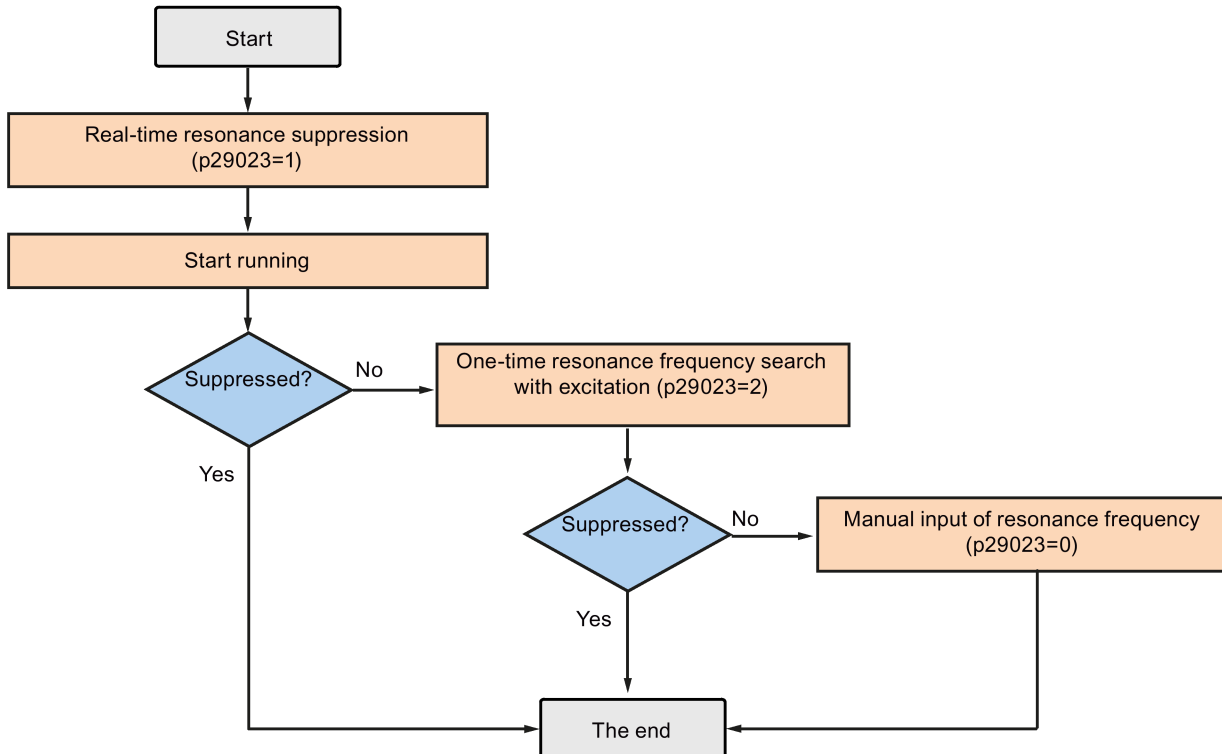 Start
Real-time resonance suppression
(p29023=1)
Start running
Suppressed?
No
One-time resonance frequency search
with excitation (p29023=2)
Yes
Suppressed?
No
Manual input of resonance frequency
(p29023=0)
Yes
The end